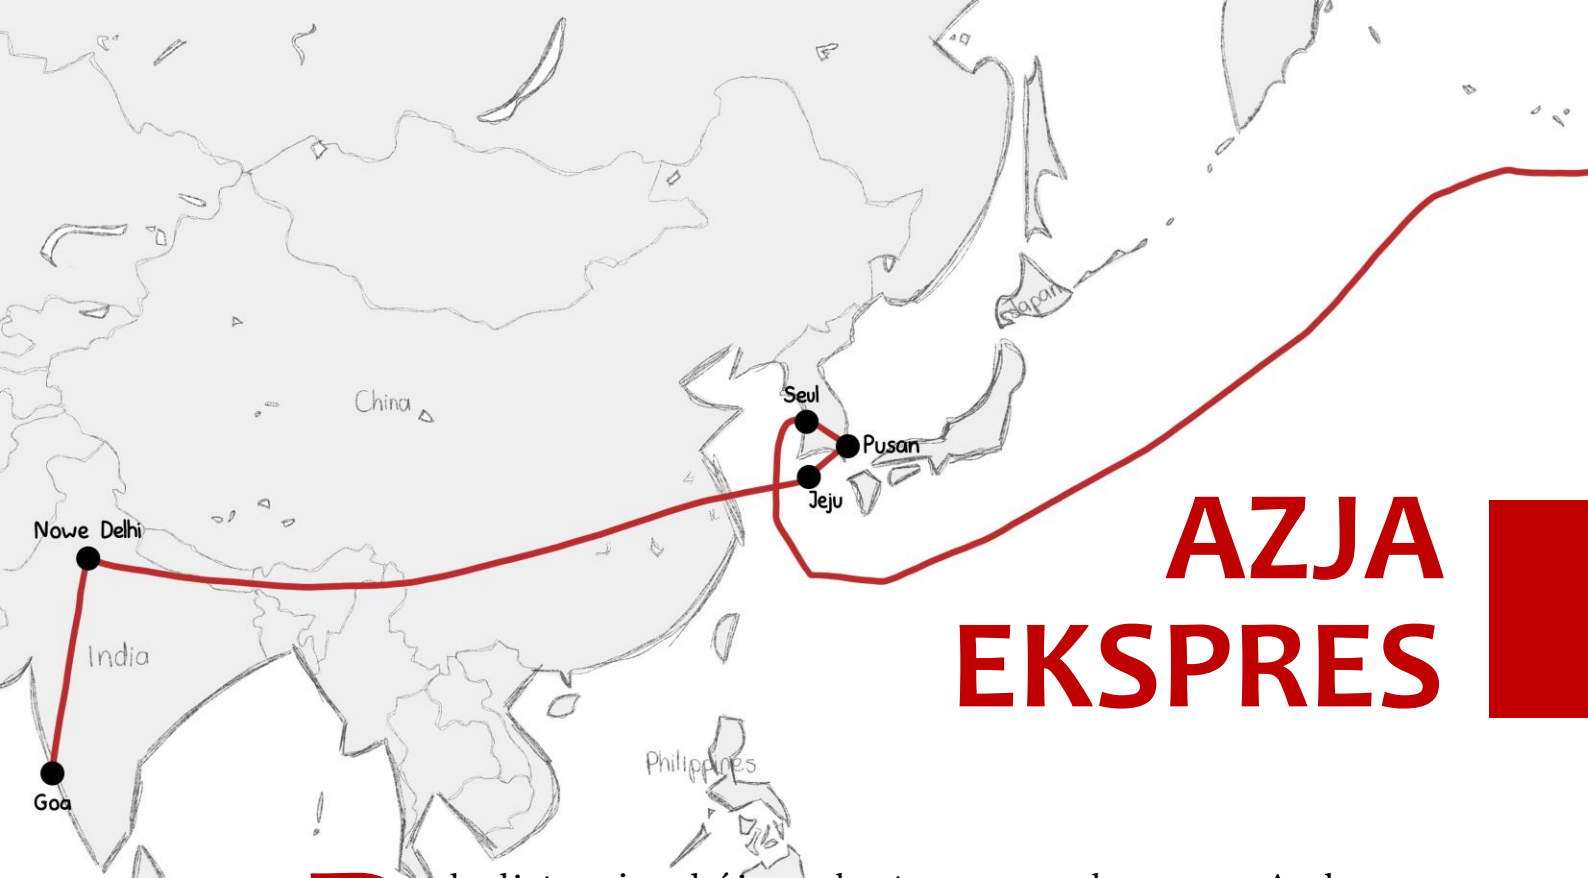 Japan
China
Seul
Pusan
Jeju
Nowe Delhi
AZJA
EKSPRES
India
Philippines
Goa